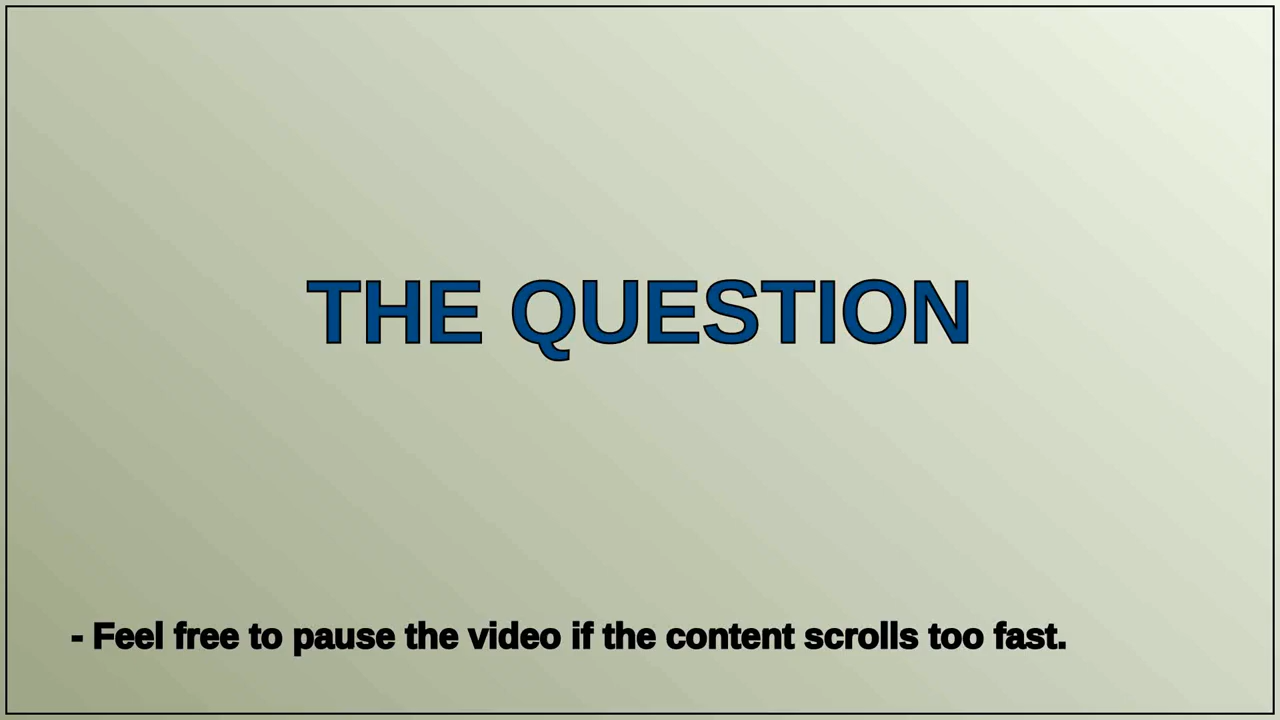 THE QUESTION
- Feel free to pause the video if the content scrolls too fast.